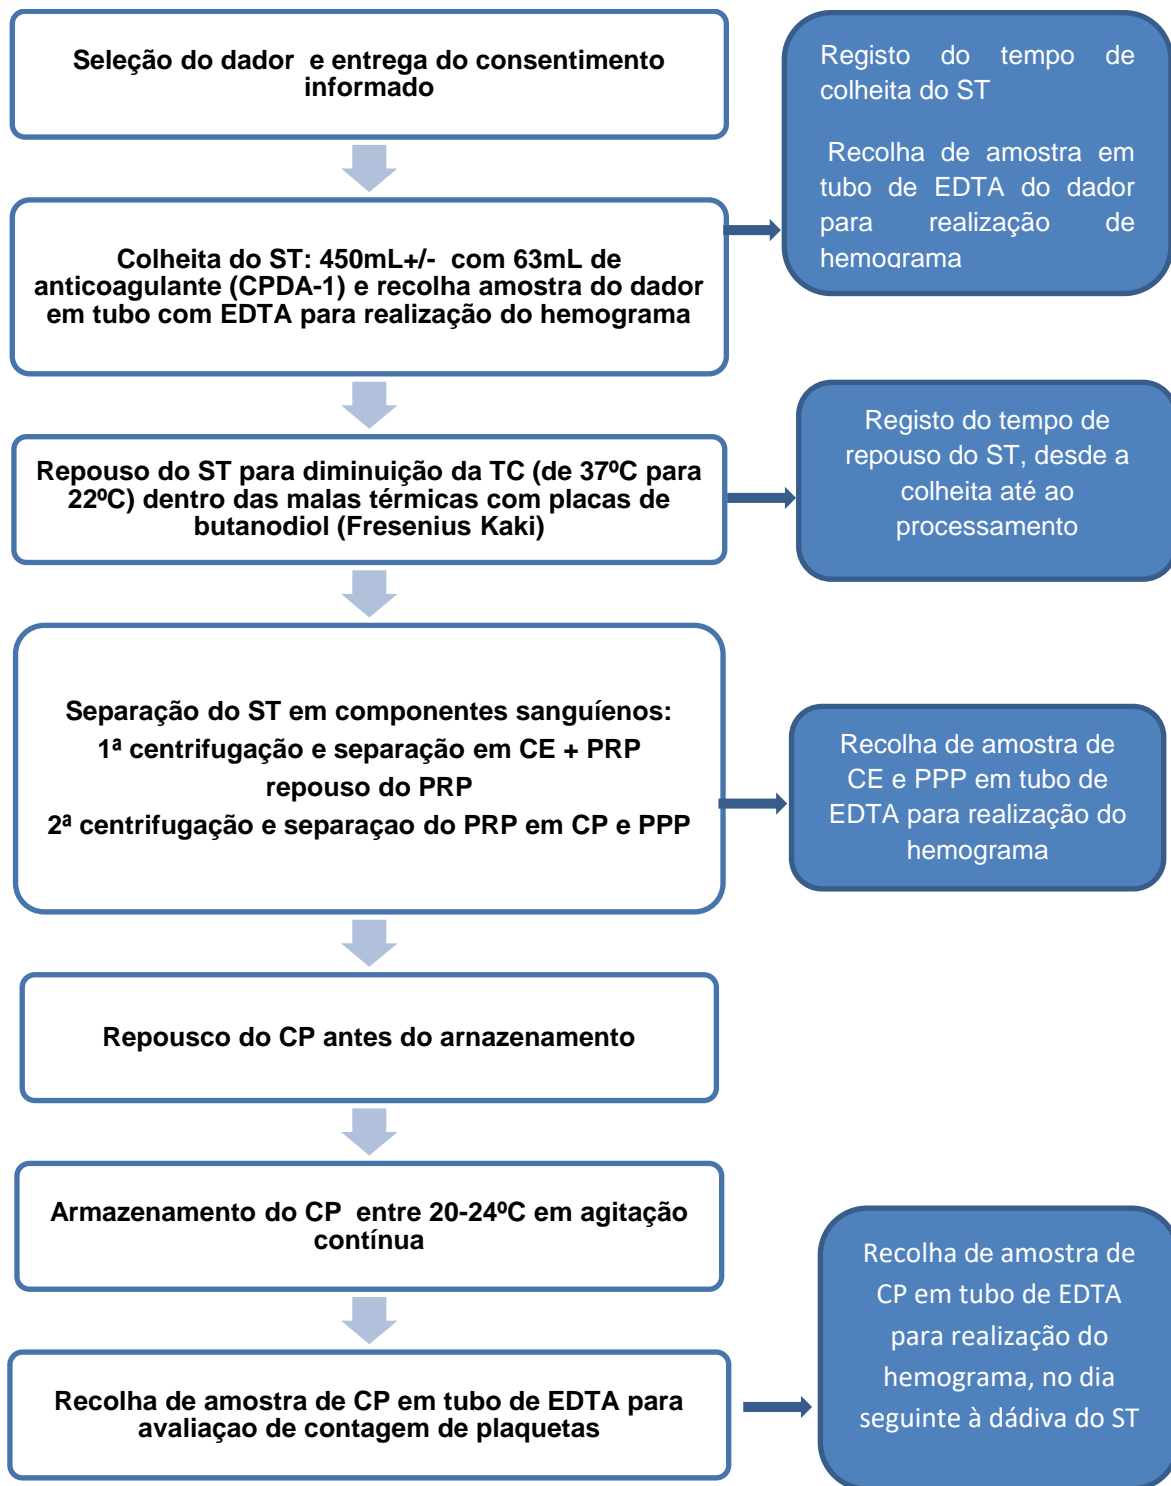 Seleção do dador e entrega do consentimento
informado
Registo do tempo de
colheita do ST
Recolha de amostra em
tubo de EDTA do dador
para realização de
hemograma
Colheita do ST: 450mL+/- com 63mL de
anticoagulante (CPDA-1) e recolha amostra do dador
em tubo com EDTA para realização do hemograma
Repouso do ST para diminuição da TC (de 37ºC para
22ºC) dentro das malas térmicas com placas de
butanodiol (Fresenius Kaki)
Registo do tempo de
repouso do ST, desde a
colheita até ao
processamento
Separação do ST em componentes sanguíenos:
1ª centrifugação e separação em CE + PRP
repouso do PRP
2ª centrifugação e separaçao do PRP em CP e PPP
Recolha de amostra de
CE e PPP em tubo de
EDTA para realização do
hemograma
Repousco do CP antes do arnazenamento
Armazenamento do CP entre 20-24ºC em agitação
contínua
Recolha de amostra de CP em tubo de EDTA para
avaliaçao de contagem de plaquetas
Recolha de amostra de
CP em tubo de EDTA
para realização do
hemograma, no dia
seguinte à dádiva do ST